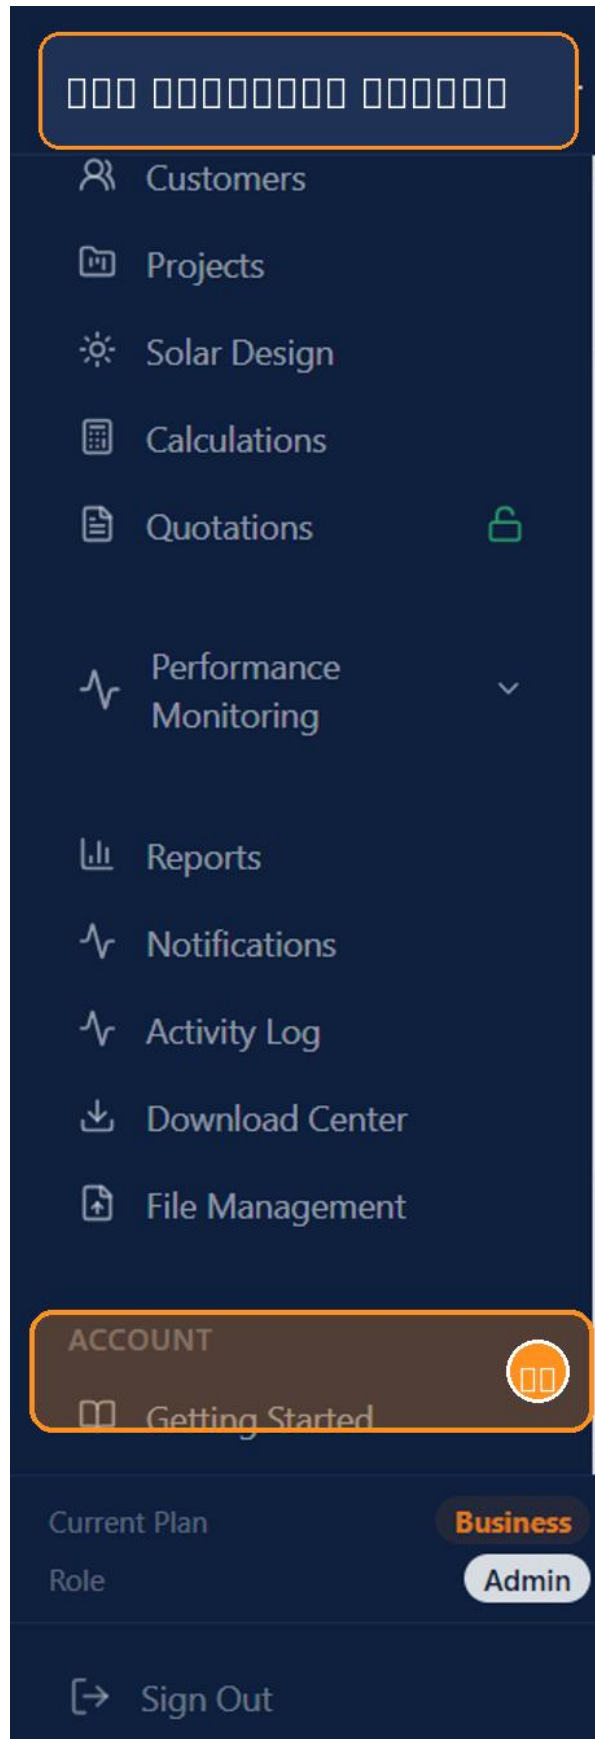 Customers
Projects
Solar Design
Calculations
Quotations
Performance
Monitoring
Reports
Notifications
Activity Log
Download Center
File Management
ACCOUNT
Getting Started
Current Plan
Business
Role
Admin
Sign Out